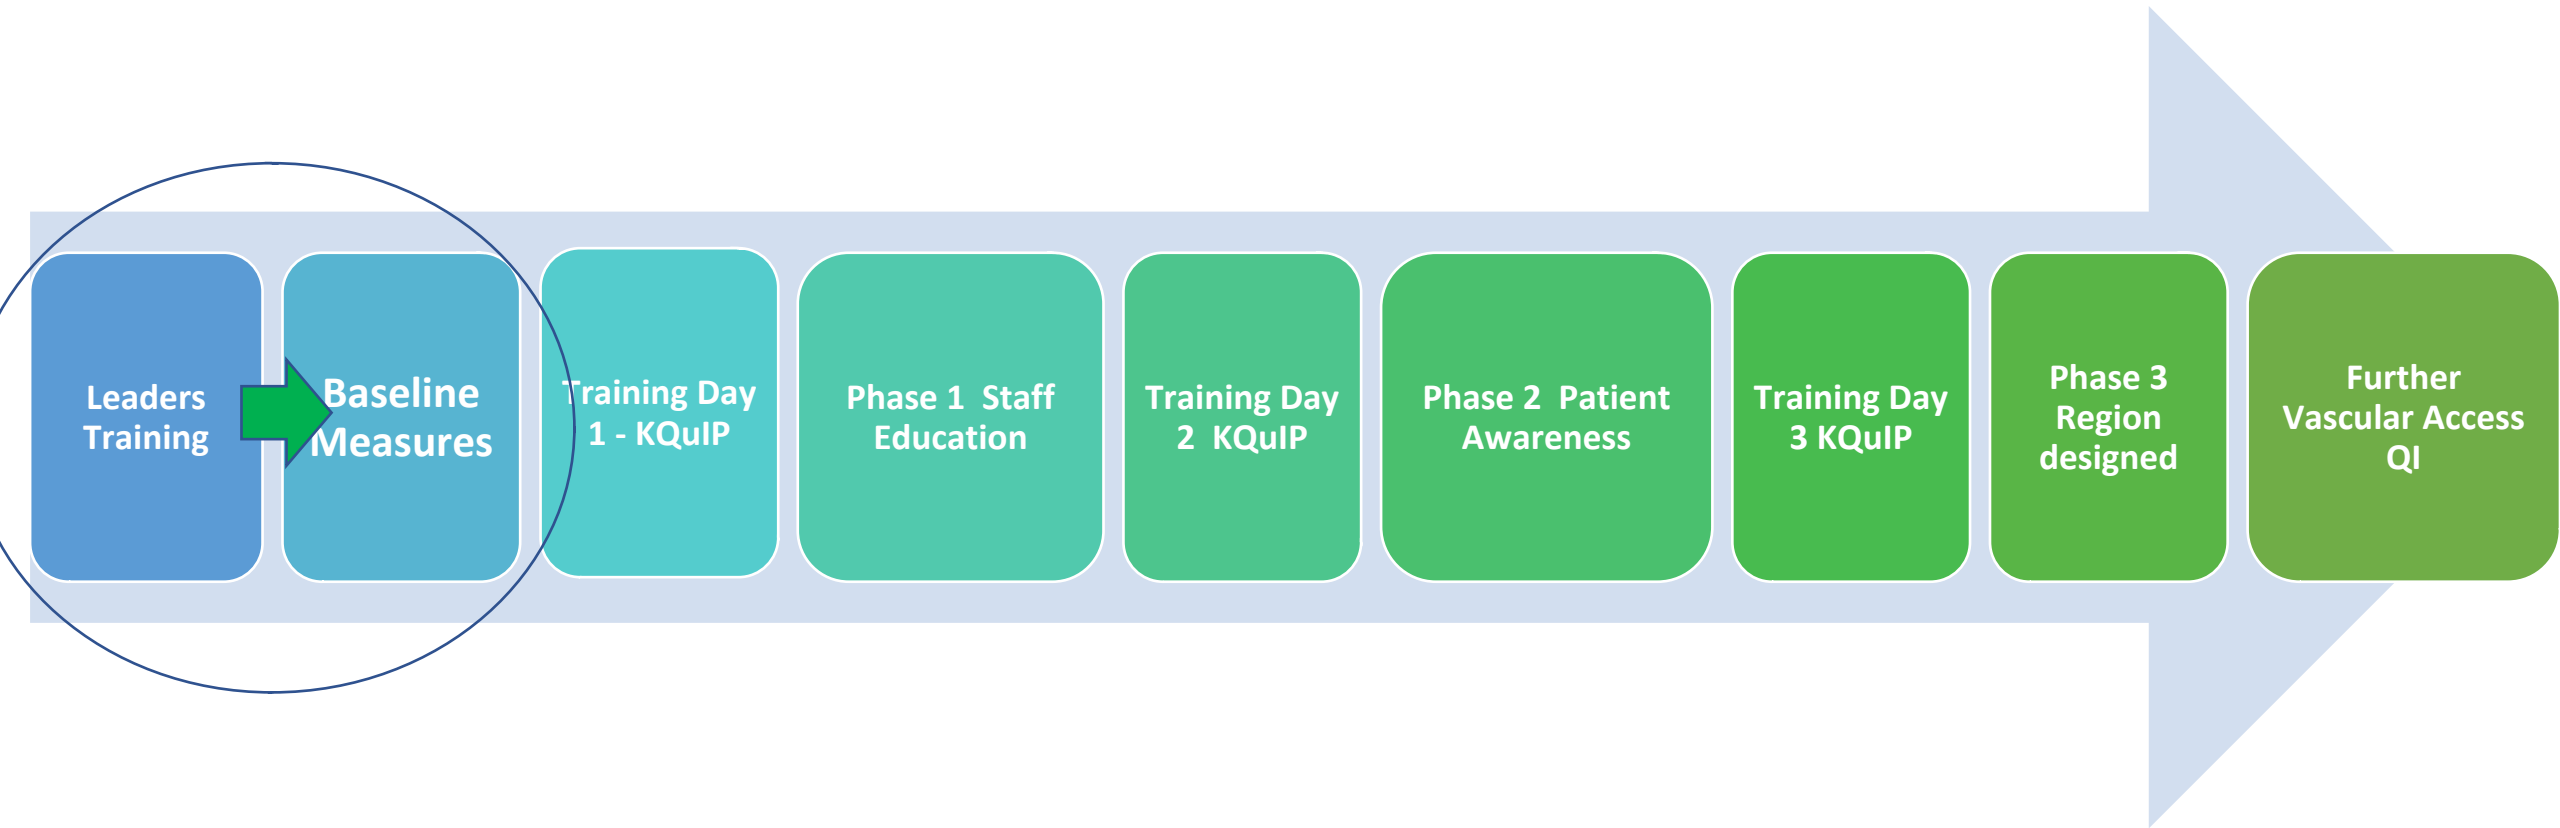 Leaders
Training
Baseline
Measures
Training Day
1 - KQuIP
Phase 1  Staff
Education
Training Day
2  KQuIP
Phase 2  Patient
Awareness
Training Day
3 KQuIP
Phase 3
Region
designed
Further
Vascular Access
QI